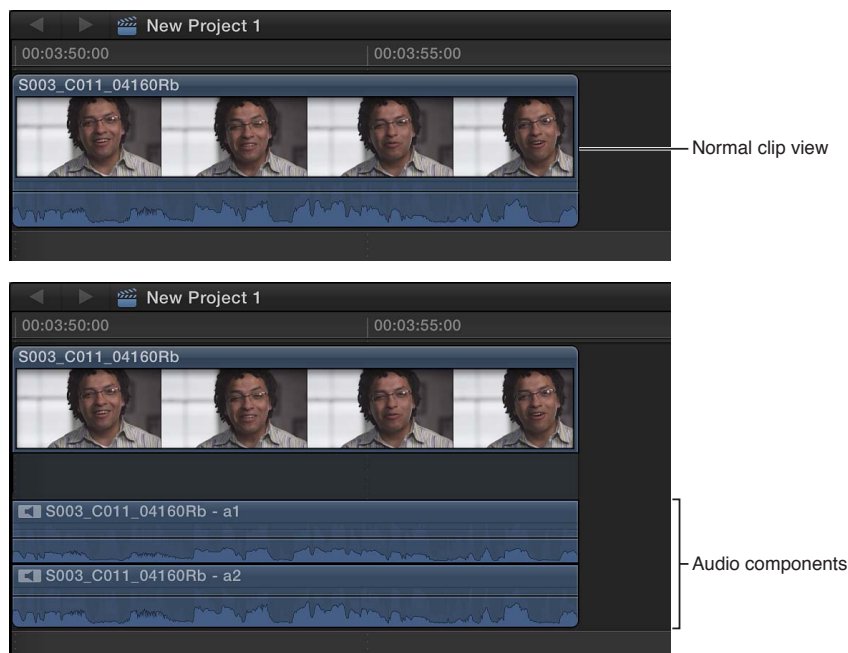 New Project 1
00:03:50:00
00:03:55:00
S003_C011_04160Rb
Normal clip view
New Project 1
00:03:50:00
00:03:55:00
S003_C011_04160Rb
S003_C011_04160Rb - a1
S003_C011_04160Rb - a2
Audio components